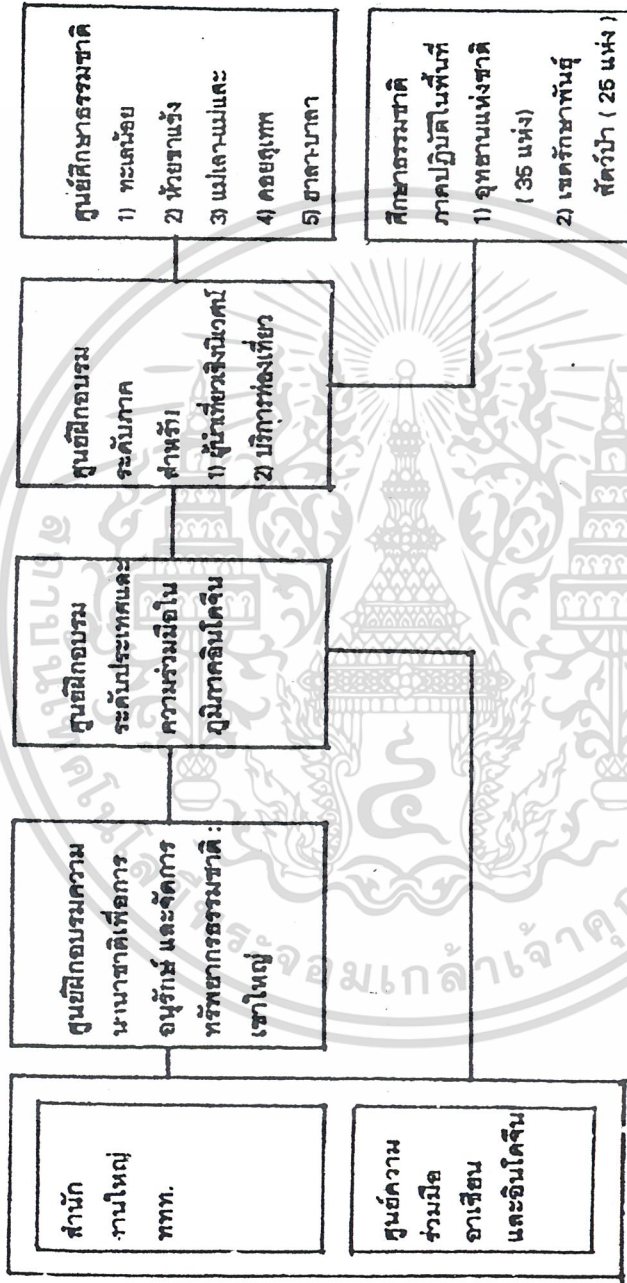 สำนัก
งานใหญ่
ททท.
ศูนย์ความ
ร่วมมือ
อาเซียน
และอินโดจีน
ศูนย์ฝึกอบรมความ
นานาชาติเพื่อการ
อนุรักษ์ และจัดการ
ทรัพยากรธรรมชาติ :
เขาใหญ่
ศูนย์ฝึกอบรม
ระดับประเทศและ
ความร่วมมือใน
ภูมิภาคอินโดจีน
ศูนย์ฝึกอบรม
ระดับภาค
สำหรับ
1) ผู้นำเที่ยวเชิงนิเวศน์
2) บริการท่องเที่ยว
ศูนย์ศึกษาธรรมชาติ
1) ทะเลน้อย
2) ห้วยขาแข้ง
3) แม่เลา-แม่และ
4) ดอยสุเทพ
5) ฮาลา-บาลา
ศึกษาธรรมชาติ
ภาคปฏิบัติในพื้นที่
1) อุทยานแห่งชาติ
( 35 แห่ง)
2) เขตรักษาพันธุ์
สัตว์ป่า ( 25 แห่ง )